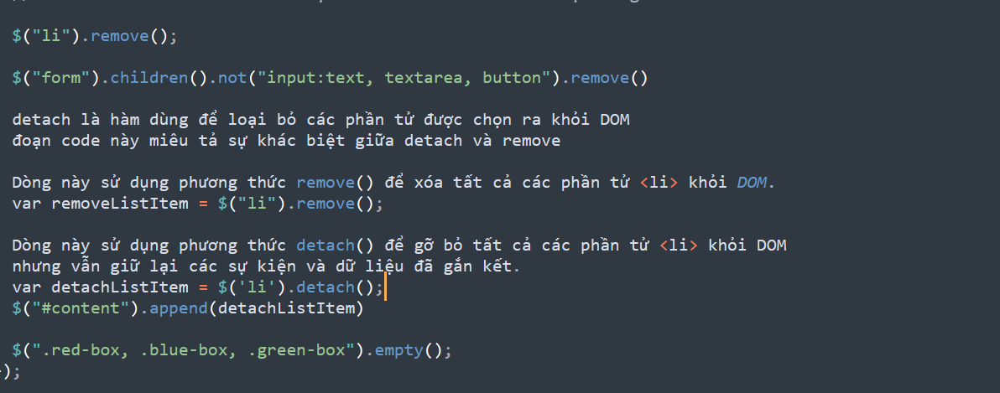 $("li").remove();
$("form").children().not("input:text, textarea, button").remove()
detach là hàm dùng để loại bỏ các phần tử được chọn ra khỏi DOM
đoạn code này miêu tả sự khác biệt giữa detach và remove
Dòng này sử dụng phương thức remove() để xóa tất cả các phần tử <li> khỏi DOM.
var removeListItem = $("li").remove();
Dòng này sử dụng phương thức detach() để gỡ bỏ tất cả các phần tử <li> khỏi DOM
nhưng vẫn giữ lại các sự kiện và dữ liệu đã gắn kết.
var detachListItem = $('li').detach();
$("#content").append(detachListItem)
$(".red-box, .blue-box, .green-box").empty();
});